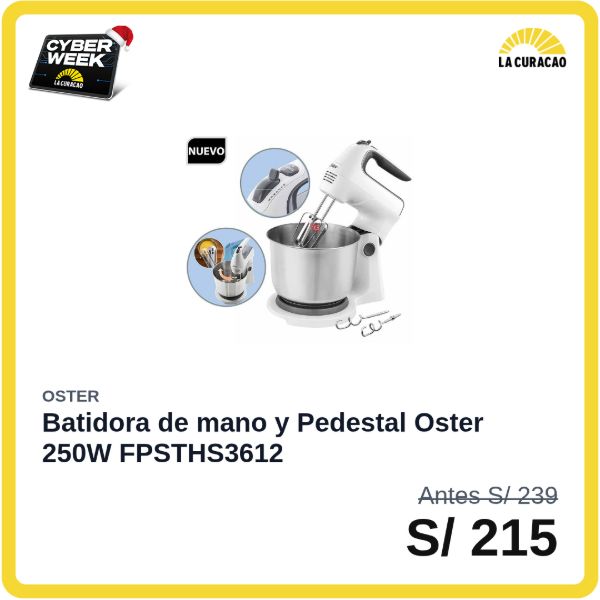 CYBER
WEEK
LA CURACAO
LA CURACAO
NUEVO
OSTER
Batidora de mano y Pedestal Oster
250W FPSTHS3612
Antes S/ 239
S/ 215